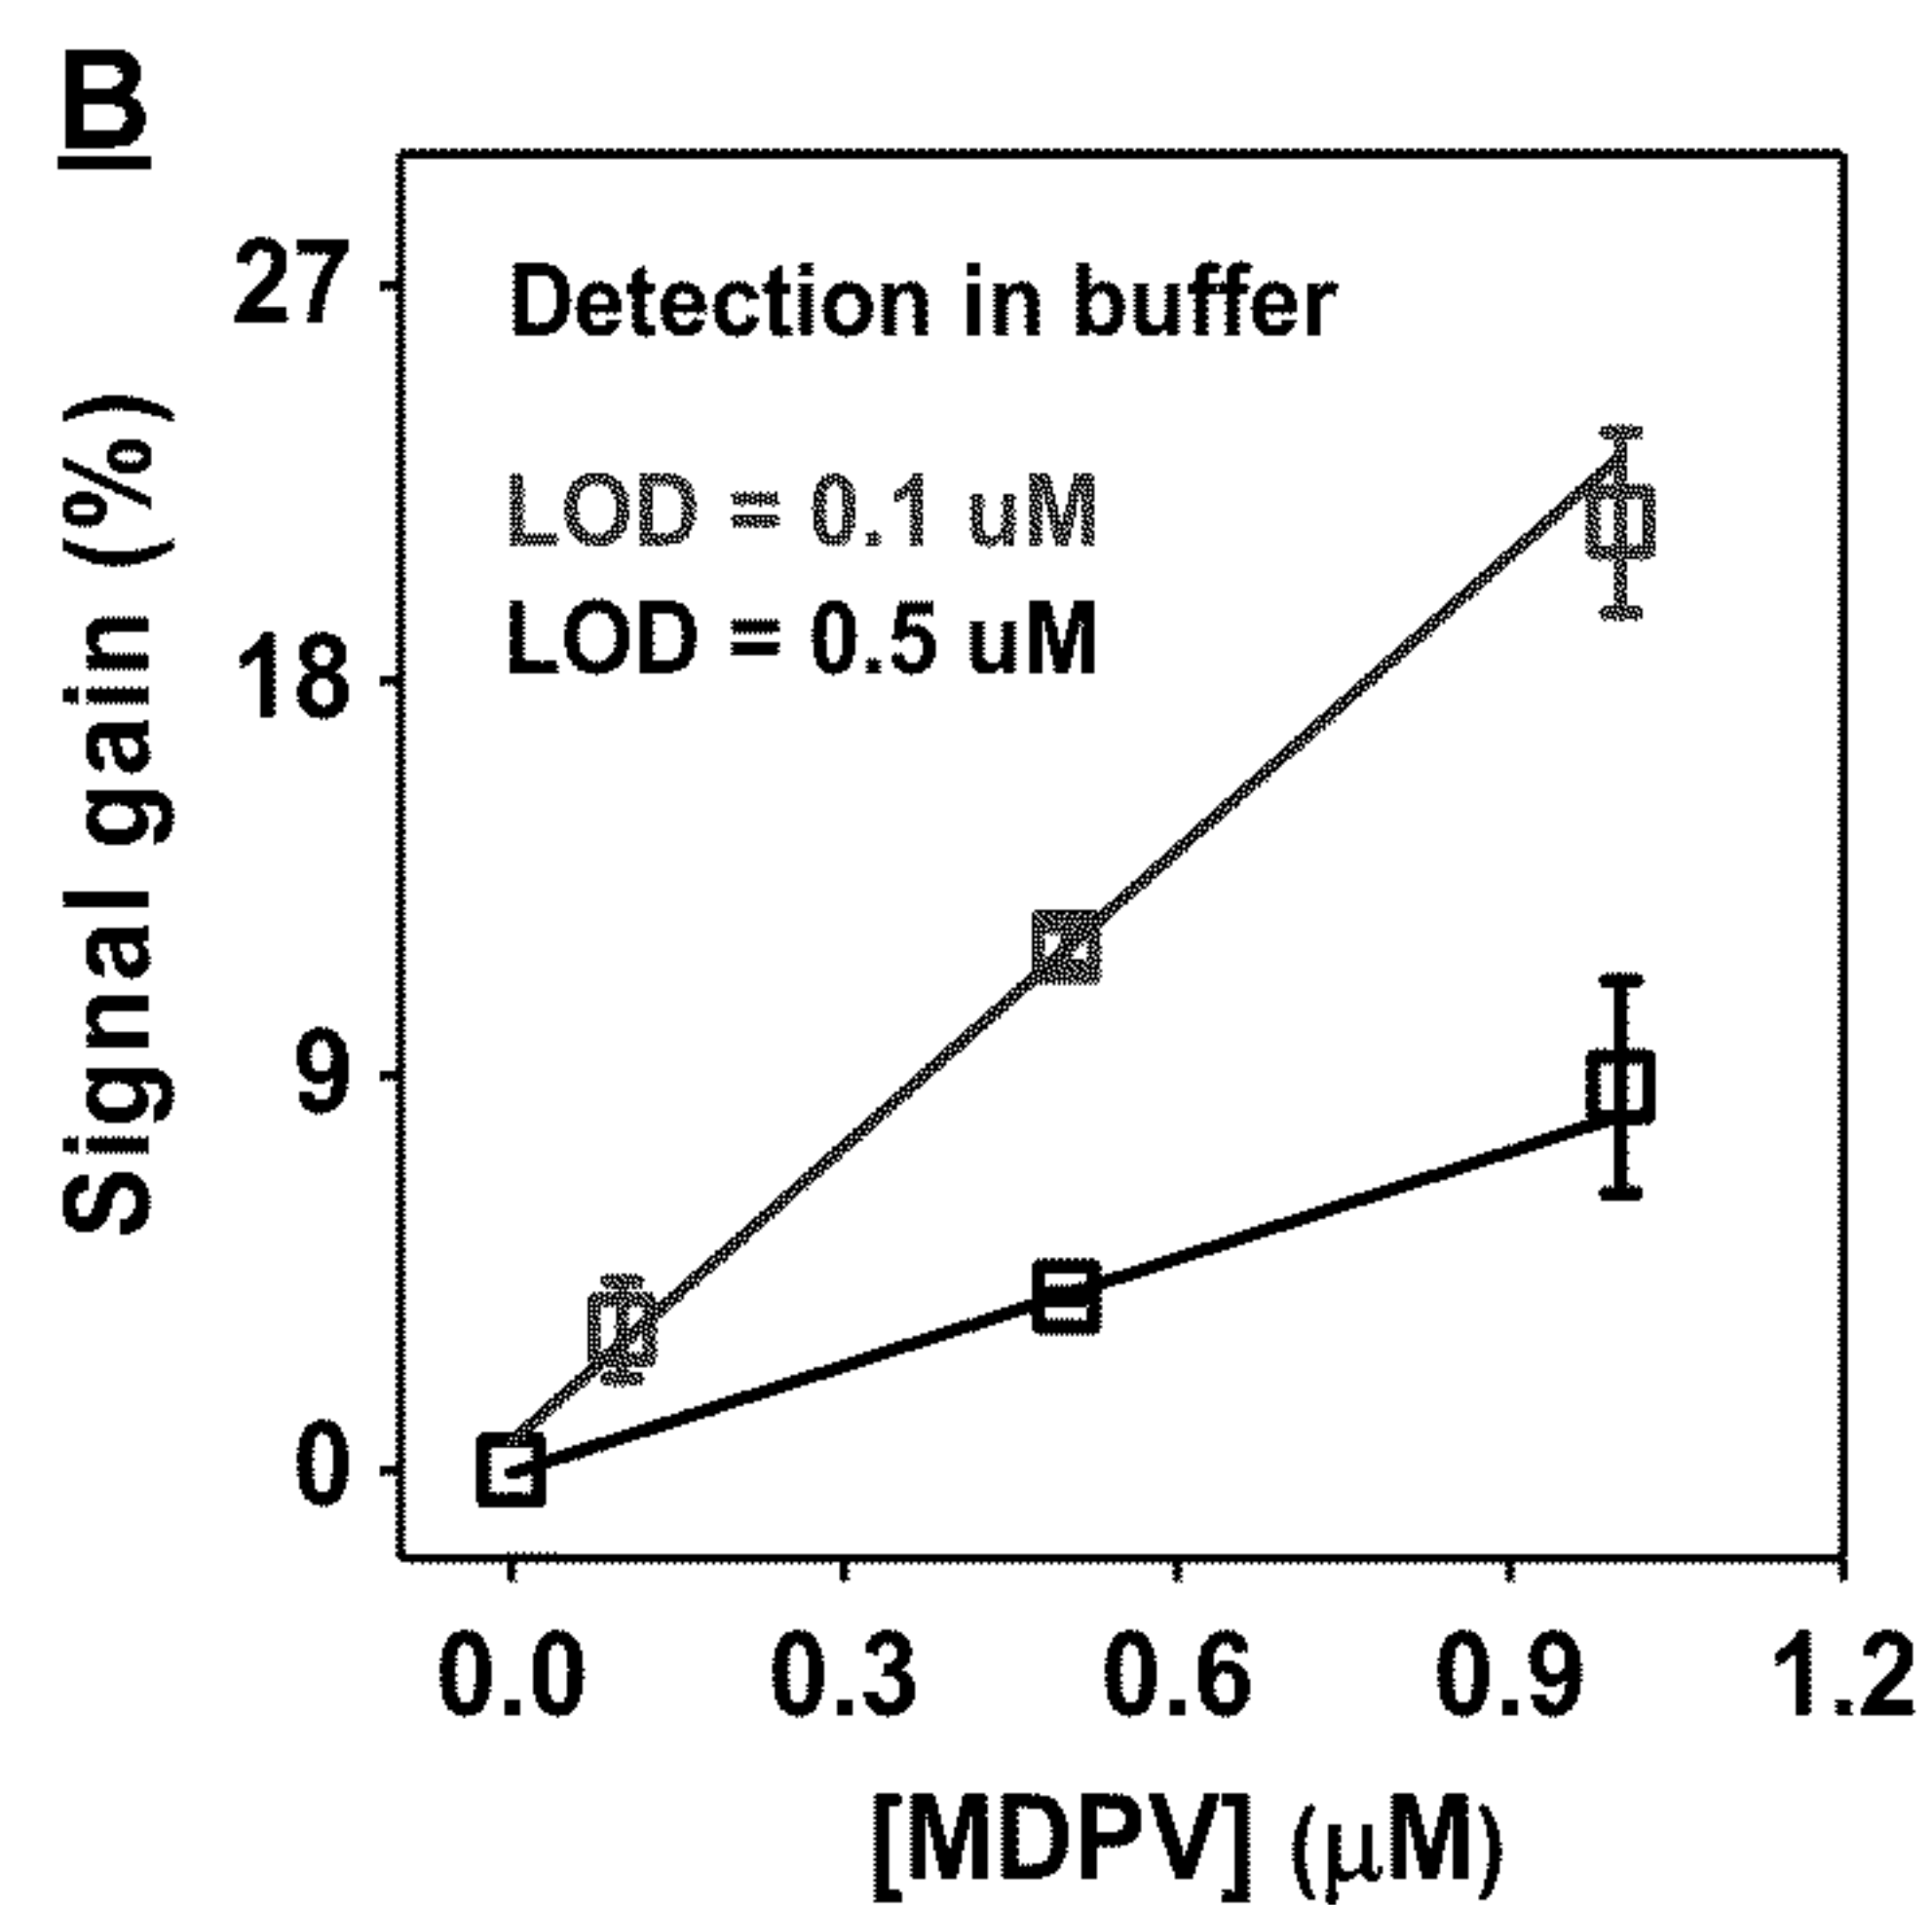 B
27
Detection in buffer
LOD = 0.1 uM
LOD = 0.5 uM
18
9
0
Signal gain (%)
0.0 0.3 0.6 0.9 1.2
[MDPV] (μM)